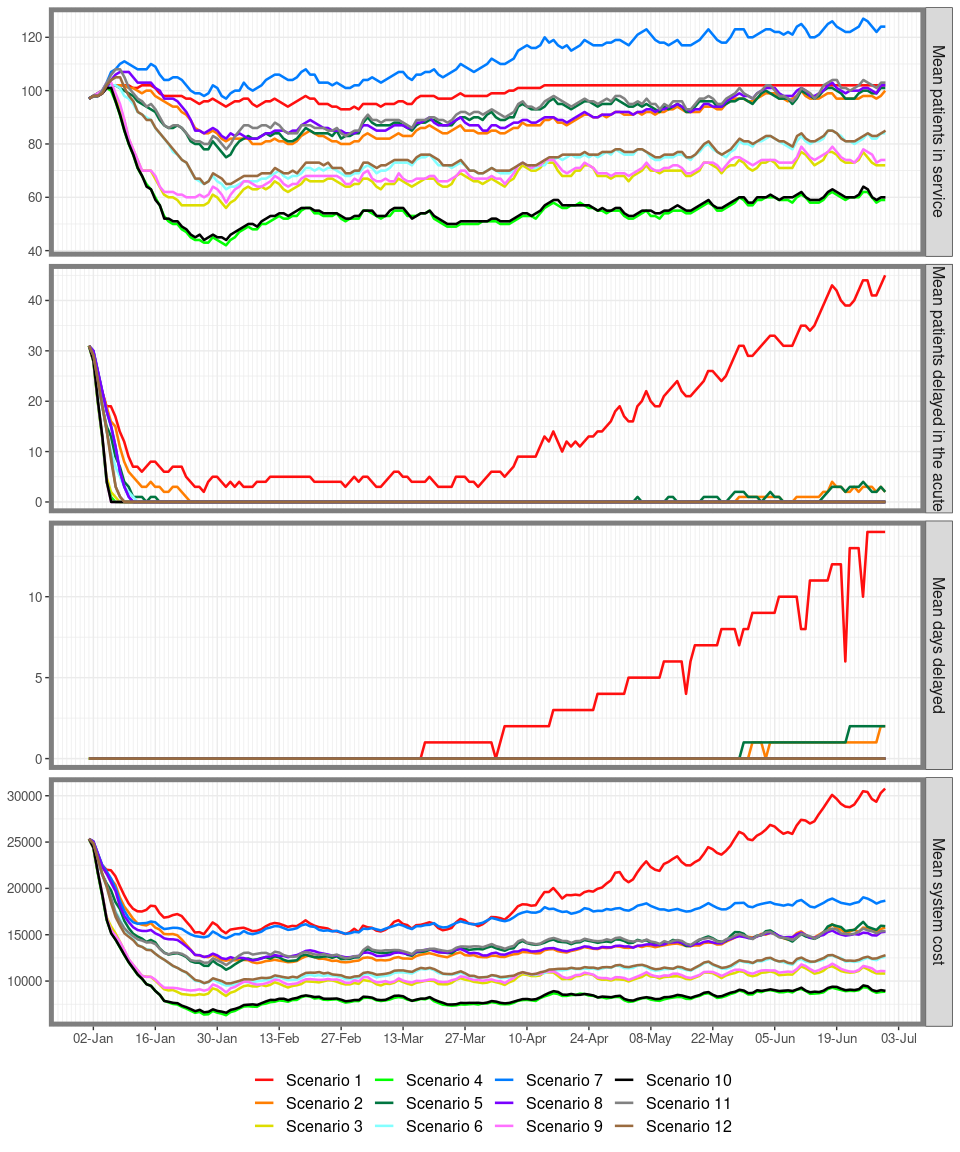 120
100
80
60
40
Mean patients in service
40
30
20
10
0
Mean patients delayed in the acute
10
5
0
Mean days delayed
30000
25000
20000
15000
10000
Mean system cost
02-Jan 16-Jan 30-Jan 13-Feb 27-Feb 13-Mar 27-Mar 10-Apr 24-Apr 08-May 22-May 05-Jun 19-Jun 03-Jul
Scenario 1 Scenario 4 Scenario 7 Scenario 10
Scenario 2 Scenario 5 Scenario 8 Scenario 11
Scenario 3 Scenario 6 Scenario 9 Scenario 12